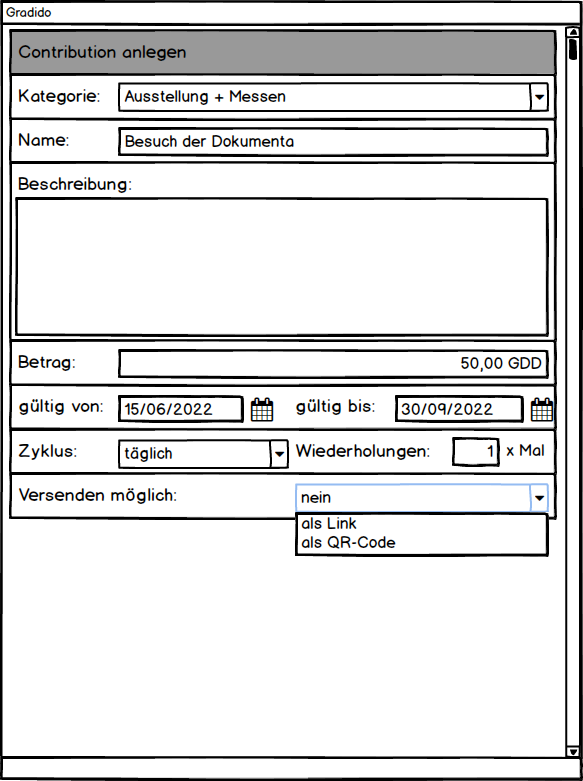 Gradido
Contribution anlegen
Kategorie: Ausstellung + Messen
Name: Besuch der Dokumenta
Beschreibung:
Betrag: 50,00 GDD
gültig von: 15/06/2022 gültig bis: 30/09/2022
Zyklus: täglich Wiederholungen: 1 x Mal
Versenden möglich: nein
als Link
als QR-Code